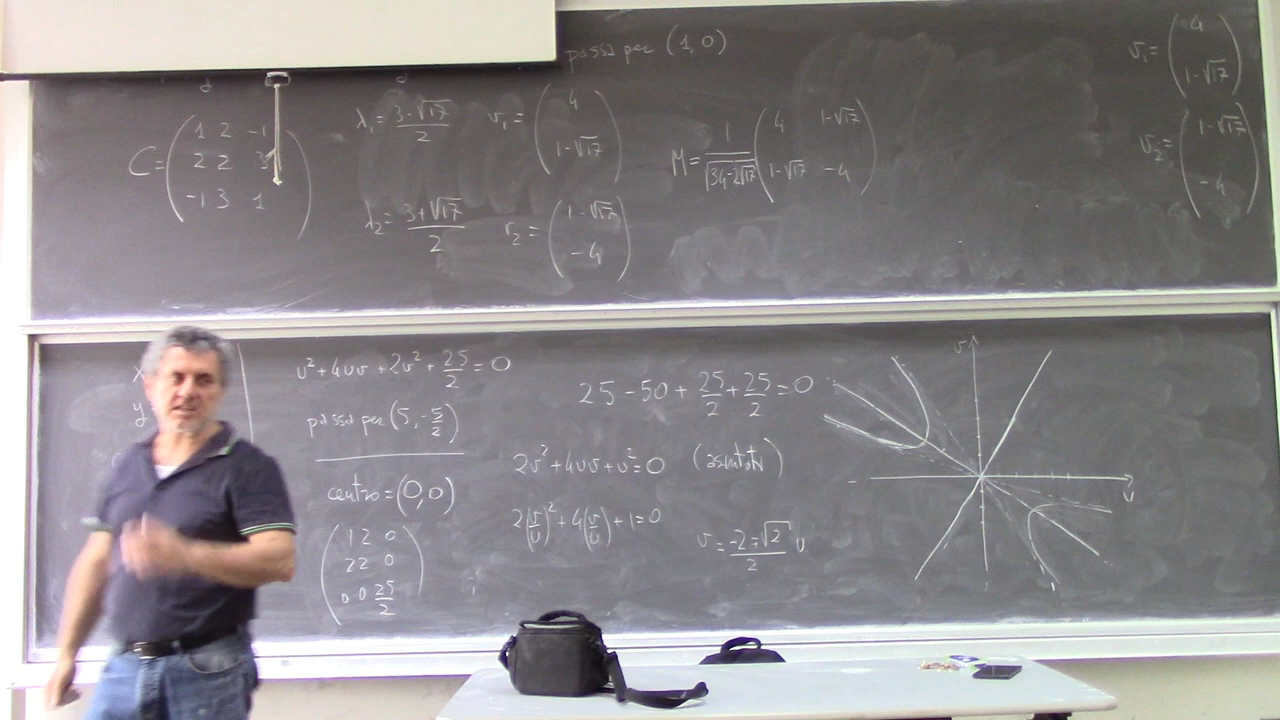 passa per (1,0)
C = ( 1 2 -1
2 2 3
-1 3 1 )
λ₁ = (3-√17)/2
v₁ = ( 4
1-√17 )
λ₂ = (3+√17)/2
v₂ = ( 1-√17
-4 )
M = 1/√(34-2√17) ( 4 1-√17
1-√17 -4 )
v₁ = ( 4
1-√17 )
v₂ = ( 1-√17
-4 )
x
y
u² + 4uv + 2v² + 25/2 = 0
passa per (5, -5/2)
centro = (0,0)
( 1 2 0
2 2 0
0 0 25/2 )
25 - 50 + 25/2 + 25/2 = 0
2v² + 4uv + u² = 0 (asintoti)
2(v/u)² + 4(v/u) + 1 = 0
v = (-2∓√2)/2 u
v
u